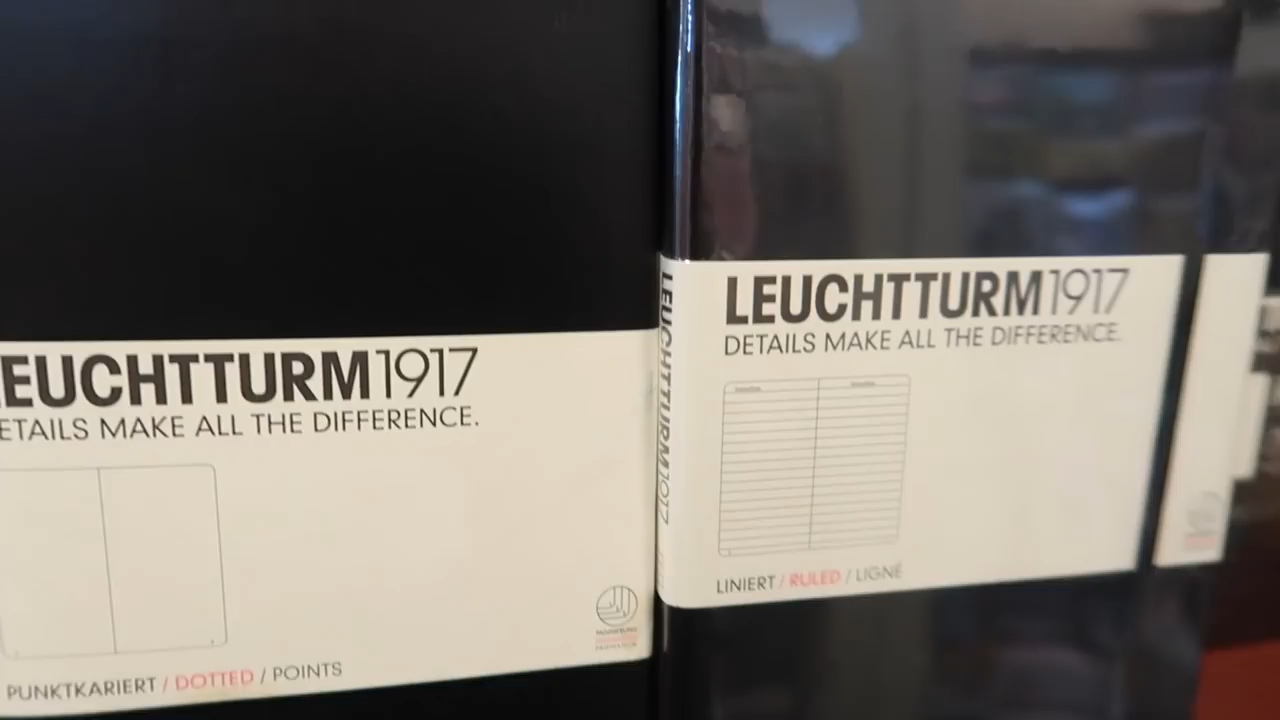 EUCHTTURM1917
ETAILS MAKE ALL THE DIFFERENCE.
PUNKTKARIERT / DOTTED / POINTS
LEUCHTTURM1917
LEUCHTTURM1917
DETAILS MAKE ALL THE DIFFERENCE.
LINIERT / RULED / LIGNÉ